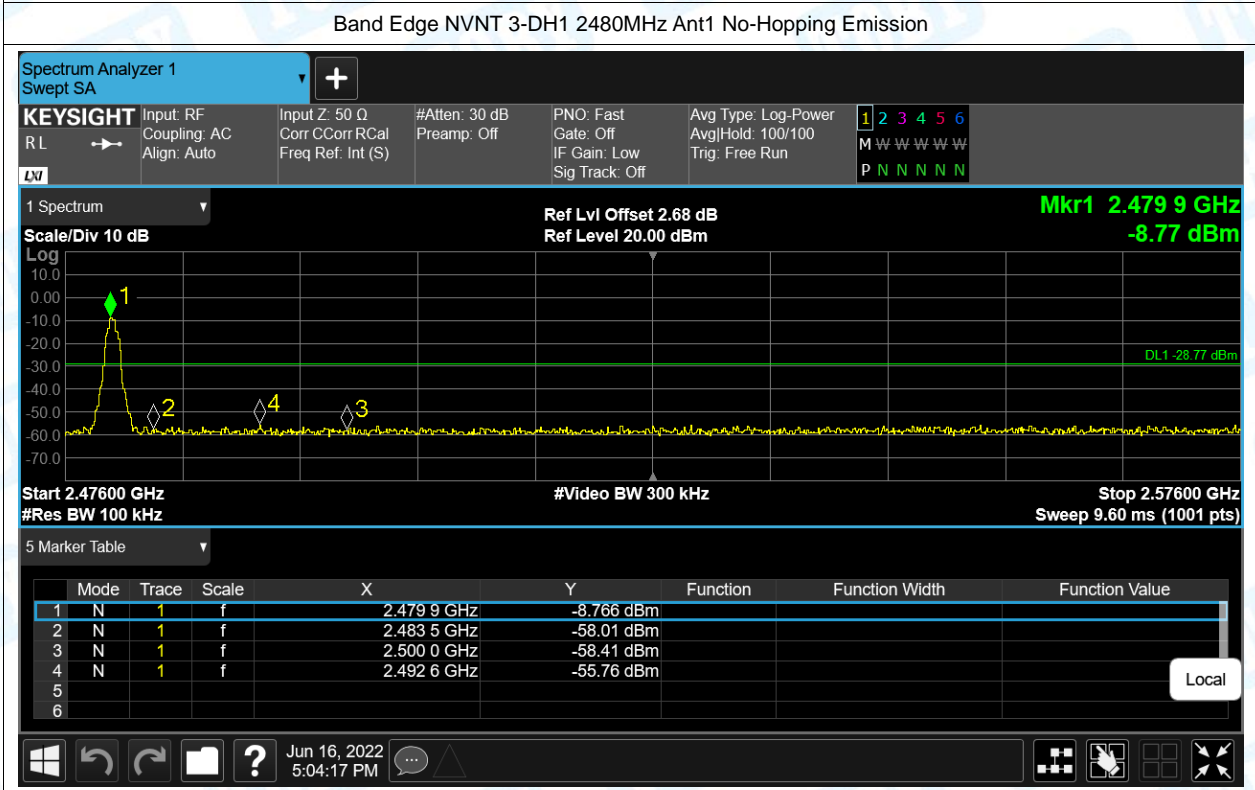 Band Edge NVNT 3-DH1 2480MHz Ant1 No-Hopping Emission
Spectrum Analyzer 1
Swept SA
+
KEYSIGHT
RL
LXI
Input: RF
Coupling: AC
Align: Auto
Input Z: 50 Ω
Corr CCorr RCal
Freq Ref: Int (S)
#Atten: 30 dB
Preamp: Off
PNO: Fast
Gate: Off
IF Gain: Low
Sig Track: Off
Avg Type: Log-Power
Avg|Hold: 100/100
Trig: Free Run
1 2 3 4 5 6
M W W W W W
P N N N N N
1 Spectrum
Scale/Div 10 dB
Ref Lvl Offset 2.68 dB
Ref Level 20.00 dBm
Mkr1 2.479 9 GHz
-8.77 dBm
Log
10.0
0.00
-10.0
-20.0
-30.0
-40.0
-50.0
-60.0
-70.0
1
2
4
3
DL1 -28.77 dBm
Start 2.47600 GHz
#Video BW 300 kHz
Stop 2.57600 GHz
#Res BW 100 kHz
Sweep 9.60 ms (1001 pts)
5 Marker Table
Mode Trace Scale X Y Function Function Width Function Value
1 N 1 f 2.479 9 GHz -8.766 dBm
2 N 1 f 2.483 5 GHz -58.01 dBm
3 N 1 f 2.500 0 GHz -58.41 dBm
4 N 1 f 2.492 6 GHz -55.76 dBm
5
6
Local
?
Jun 16, 2022
5:04:17 PM